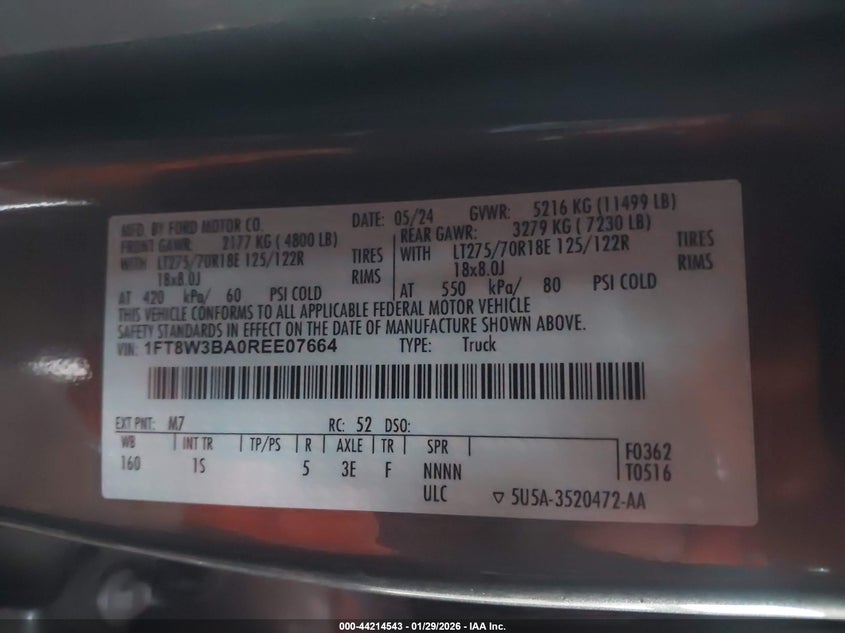 MFD. BY FORD MOTOR CO. DATE: 05/24 GVWR: 5216 KG (11499 LB)
FRONT GAWR: 2177 KG ( 4800 LB) REAR GAWR: 3279 KG ( 7230 LB)
WITH LT275/70R18E 125/122R TIRES WITH LT275/70R18E 125/122R TIRES
18x8.0J RIMS 18x8.0J RIMS
AT 420 kPa/ 60 PSI COLD AT 550 kPa/ 80 PSI COLD
THIS VEHICLE CONFORMS TO ALL APPLICABLE FEDERAL MOTOR VEHICLE
SAFETY STANDARDS IN EFFECT ON THE DATE OF MANUFACTURE SHOWN ABOVE.
VIN: 1FT8W3BA0REE07664 TYPE: Truck
EXT PNT: M7 RC: 52 DSO:
WB INT TR TP/PS R AXLE TR SPR F0362
160 1S 5 3E F NNNN T0516
ULC ▽ 5U5A-3520472-AA
000-44214543 | 01/29/2026 - IAA Inc.